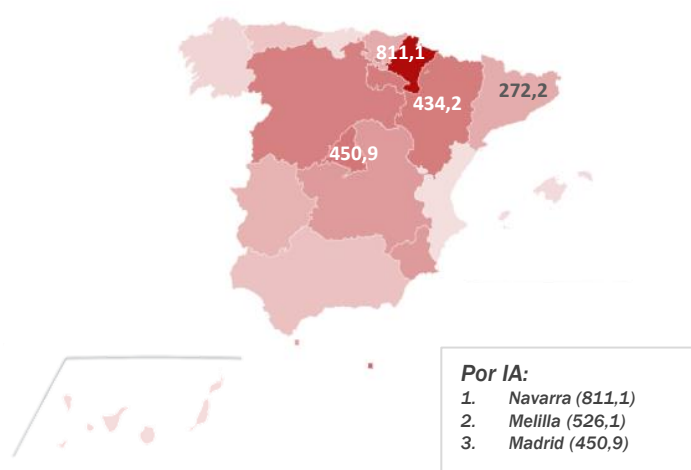 811,1
434,2
272,2
450,9
Por IA:
1. Navarra (811,1)
2. Melilla (526,1)
3. Madrid (450,9)